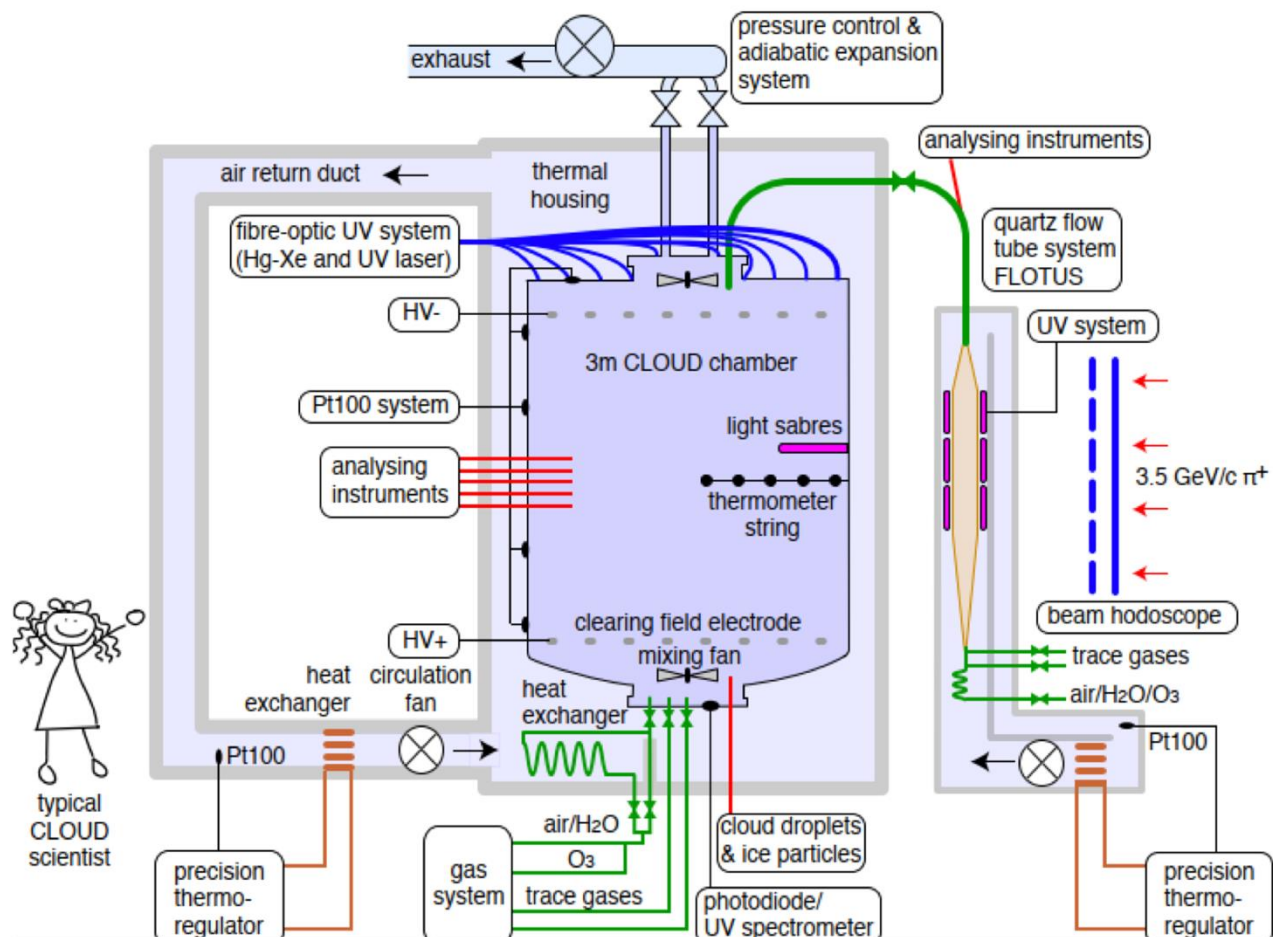 pressure control &
adiabatic expansion
system
exhaust
analysing instruments
air return duct
thermal
housing
fibre-optic UV system
(Hg-Xe and UV laser)
quartz flow
tube system
FLOTUS
HV-
UV system
3m CLOUD chamber
Pt100 system
light sabres
analysing
instruments
thermometer
string
3.5 GeV/c π+
clearing field electrode
beam hodoscope
HV+
mixing fan
trace gases
heat
exchanger
circulation
fan
heat
exchanger
air/H2O/O3
Pt100
Pt100
typical
CLOUD
scientist
air/H2O
O3
trace gases
gas
system
cloud droplets
& ice particles
precision
thermo-
regulator
photodiode/
UV spectrometer
precision
thermo-
regulator